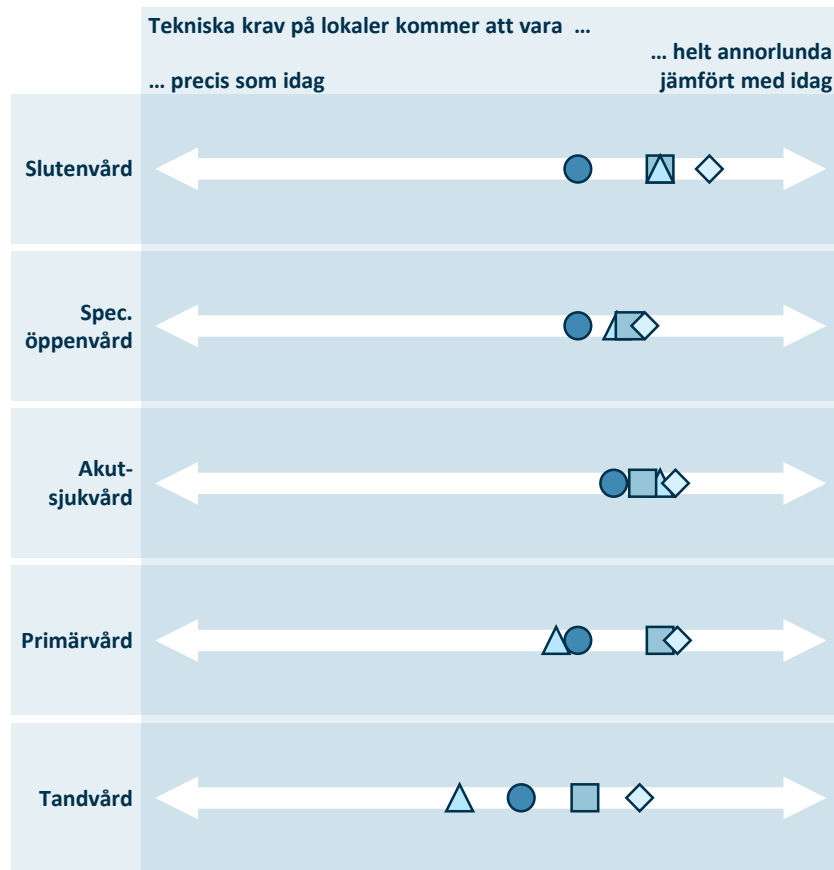 Tekniska krav på lokaler kommer att vara ...
... precis som idag
... helt annorlunda
jämfört med idag
Slutenvård
Spec.
öppenvård
Akut-
sjukvård
Primärvård
Tandvård